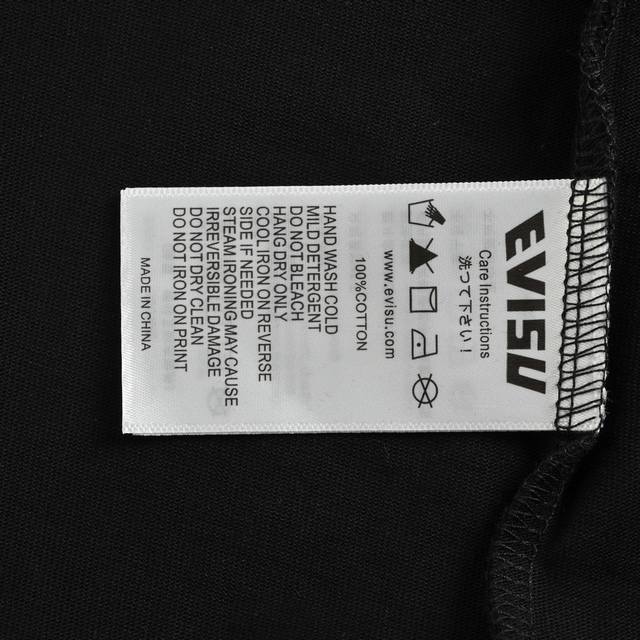 EVISU
Care Instructions
洗って下さい！
www.evisu.com
100%COTTON
HAND WASH COLD
MILD DETERGENT
DO NOT BLEACH
HANG DRY ONLY
COOL IRON ON REVERSE
SIDE IF NEEDED
STEAM IRONING MAY CAUSE
IRREVERSIBLE DAMAGE
DO NOT DRY CLEAN
DO NOT IRON ON PRINT
MADE IN CHINA